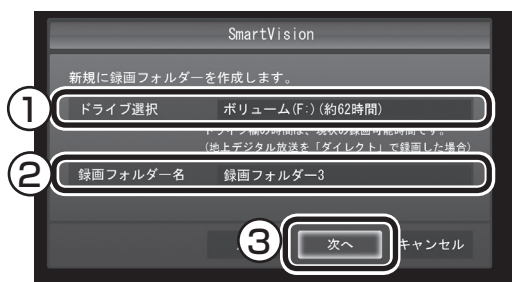 SmartVision
新規に録画フォルダーを作成します。
① ドライブ選択 ボリューム(F:)(約62時間)
ドライブ欄の時間は、現状の録画可能時間です。
(地上デジタル放送を「ダイレクト」で録画した場合)
② 録画フォルダー名 録画フォルダー3
③ 次へ キャンセル